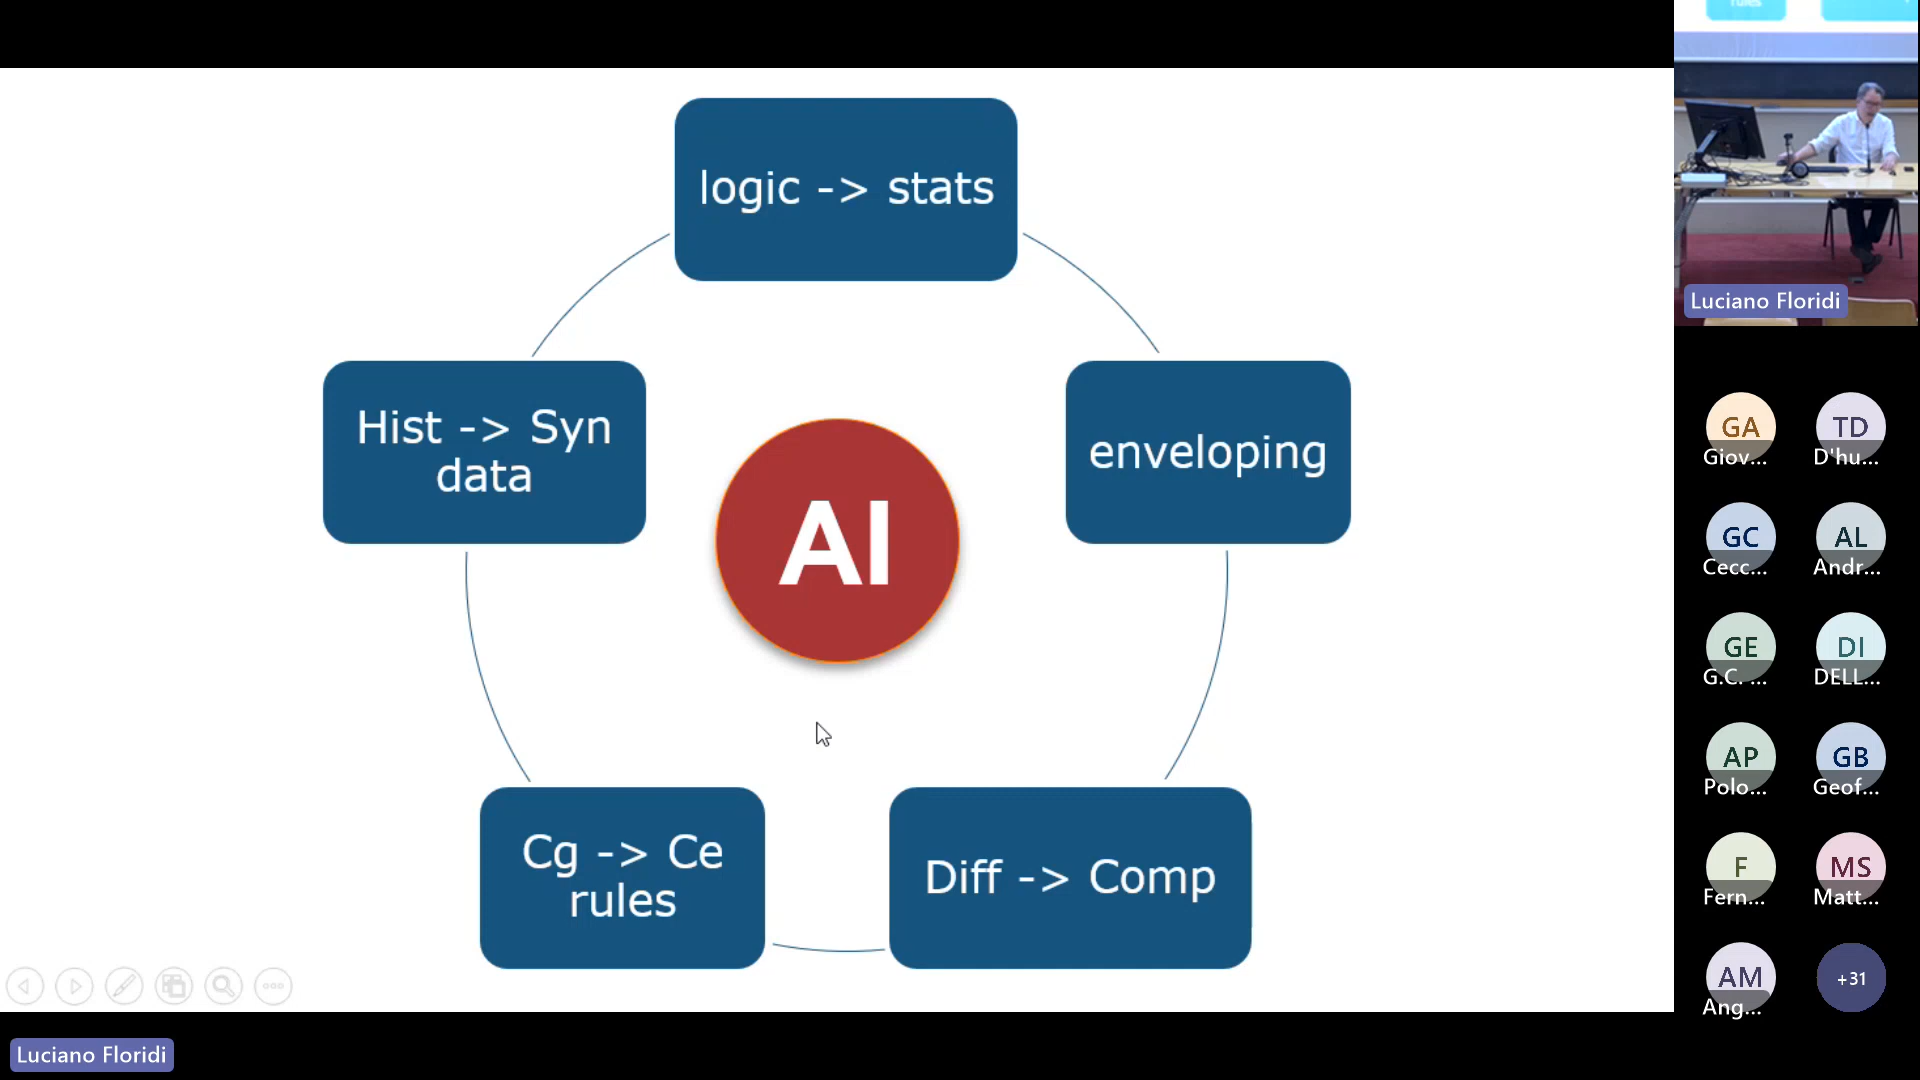 rules
logic -> stats
Hist -> Syn
data
enveloping
AI
Cg -> Ce
rules
Diff -> Comp
Luciano Floridi
GA
Giov...
TD
D'hu...
GC
Cecc...
AL
Andr...
GE
G.C. ...
DI
DELL...
AP
Polo...
GB
Geof...
F
Fern...
MS
Matt...
AM
Ang...
+31
Luciano Floridi